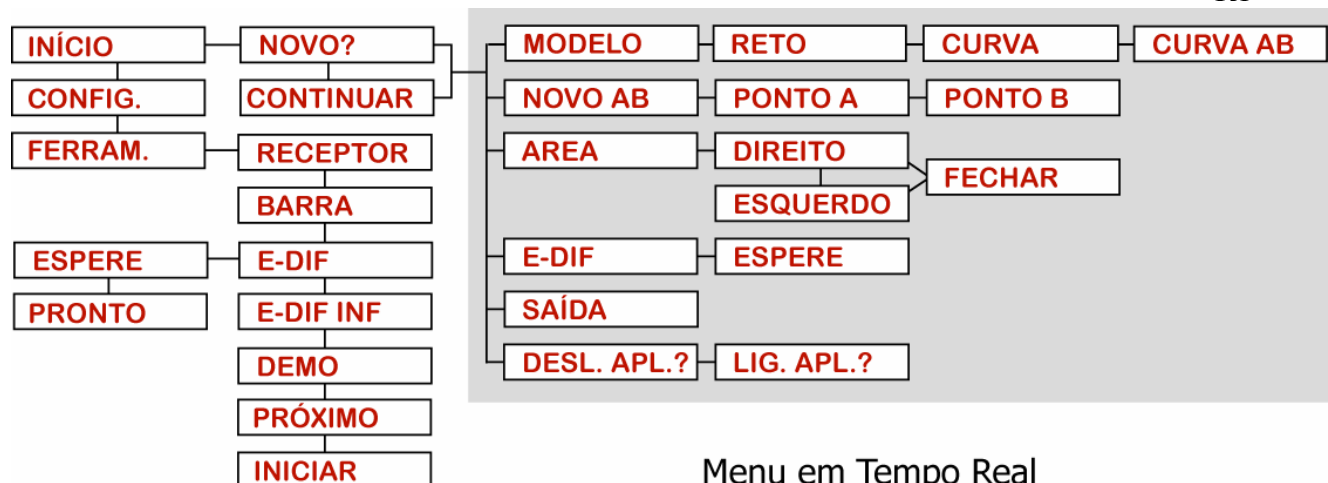 INÍCIO NOVO? MODELO RETO CURVA CURVA AB
CONFIG. CONTINUAR NOVO AB PONTO A PONTO B
FERRAM. RECEPTOR AREA DIREITO
FECHAR
BARRA ESQUERDO
ESPERE E-DIF E-DIF ESPERE
PRONTO E-DIF INF SAÍDA
DEMO DESL. APL.? LIG. APL.?
PRÓXIMO
INICIAR Menu em Tempo Real